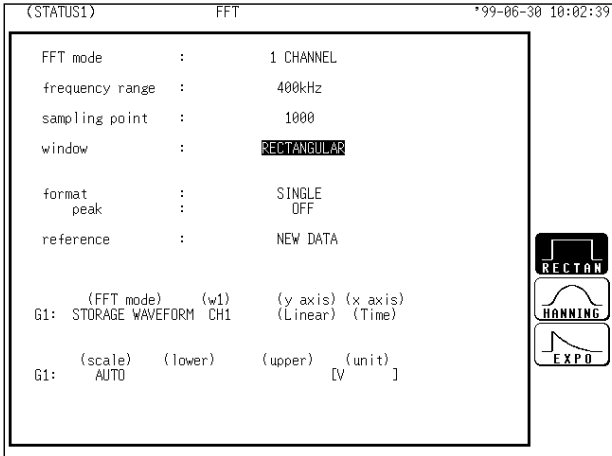 (STATUS1) FFT '99-06-30 10:02:39
FFT mode : 1 CHANNEL
frequency range : 400kHz
sampling point : 1000
window : RECTANGULAR
format : SINGLE
peak : OFF
reference : NEW DATA
RECTAN
(FFT mode) (w1) (y axis) (x axis)
G1: STORAGE WAVEFORM CH1 (Linear) (Time)
HANNING
(scale) (lower) (upper) (unit)
G1: AUTO [V ]
EXPO